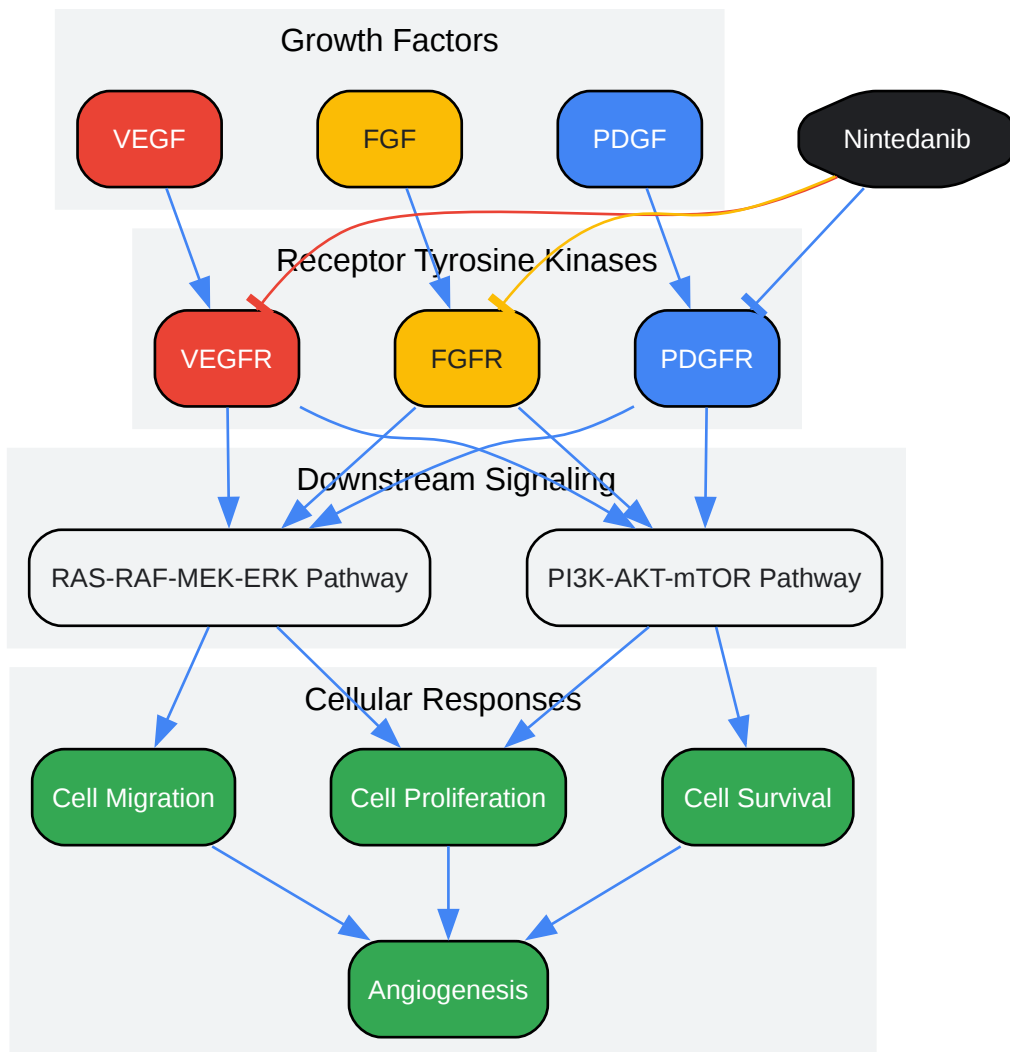 Growth Factors
VEGF
FGF
PDGF
Nintedanib
Receptor Tyrosine Kinases
VEGFR
FGFR
PDGFR
Downstream Signaling
RAS-RAF-MEK-ERK Pathway
PI3K-AKT-mTOR Pathway
Cellular Responses
Cell Migration
Cell Proliferation
Cell Survival
Angiogenesis